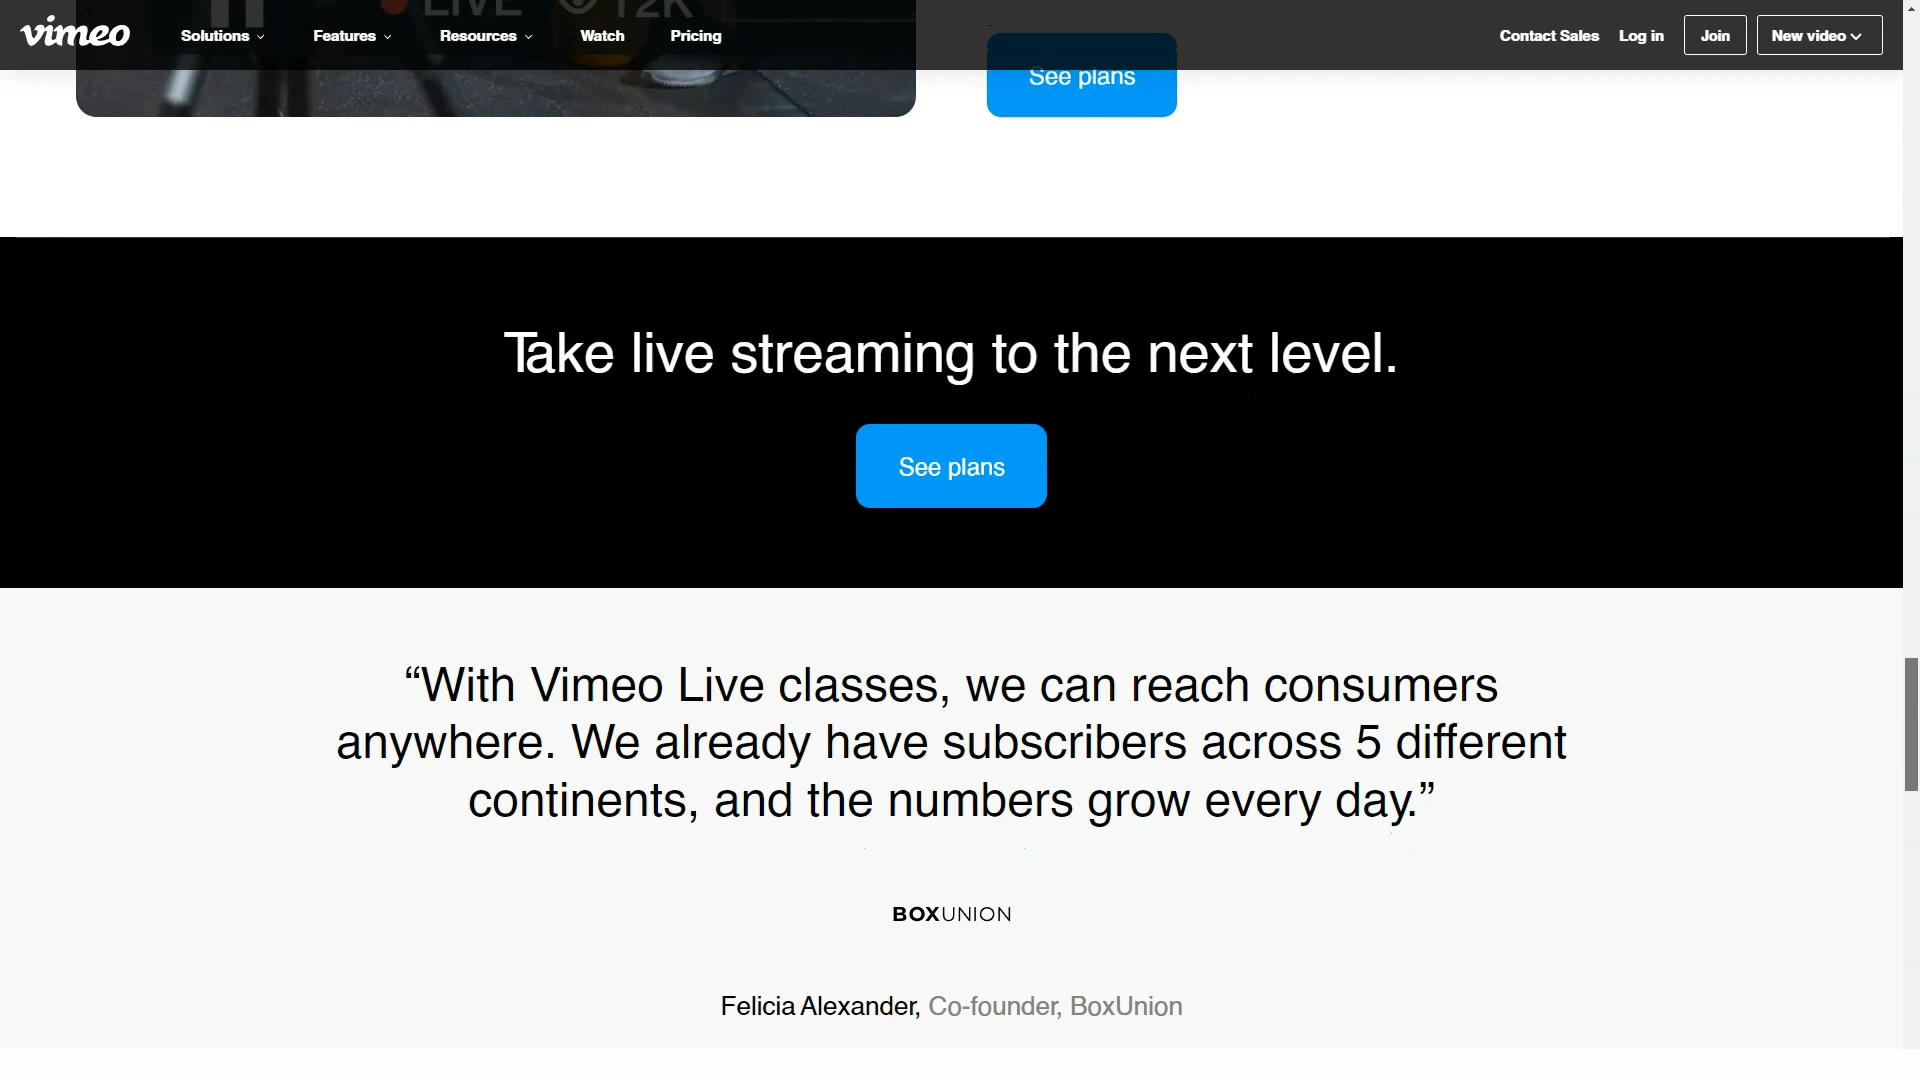 vimeo
Solutions
Features
Resources
Watch
Pricing
Contact Sales
Log in
Join
New video
LIVE 12K
See plans
Take live streaming to the next level.
See plans
“With Vimeo Live classes, we can reach consumers
anywhere. We already have subscribers across 5 different
continents, and the numbers grow every day.”
BOXUNION
Felicia Alexander, Co-founder, BoxUnion